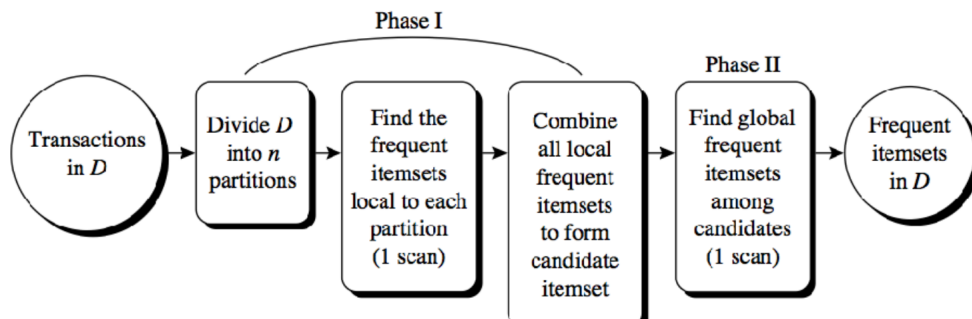 Phase I
Phase II
Transactions
in D
Divide D
into n
partitions
Find the
frequent
itemsets
local to each
partition
(1 scan)
Combine
all local
frequent
itemsets
to form
candidate
itemset
Find global
frequent
itemsets
among
candidates
(1 scan)
Frequent
itemsets
in D